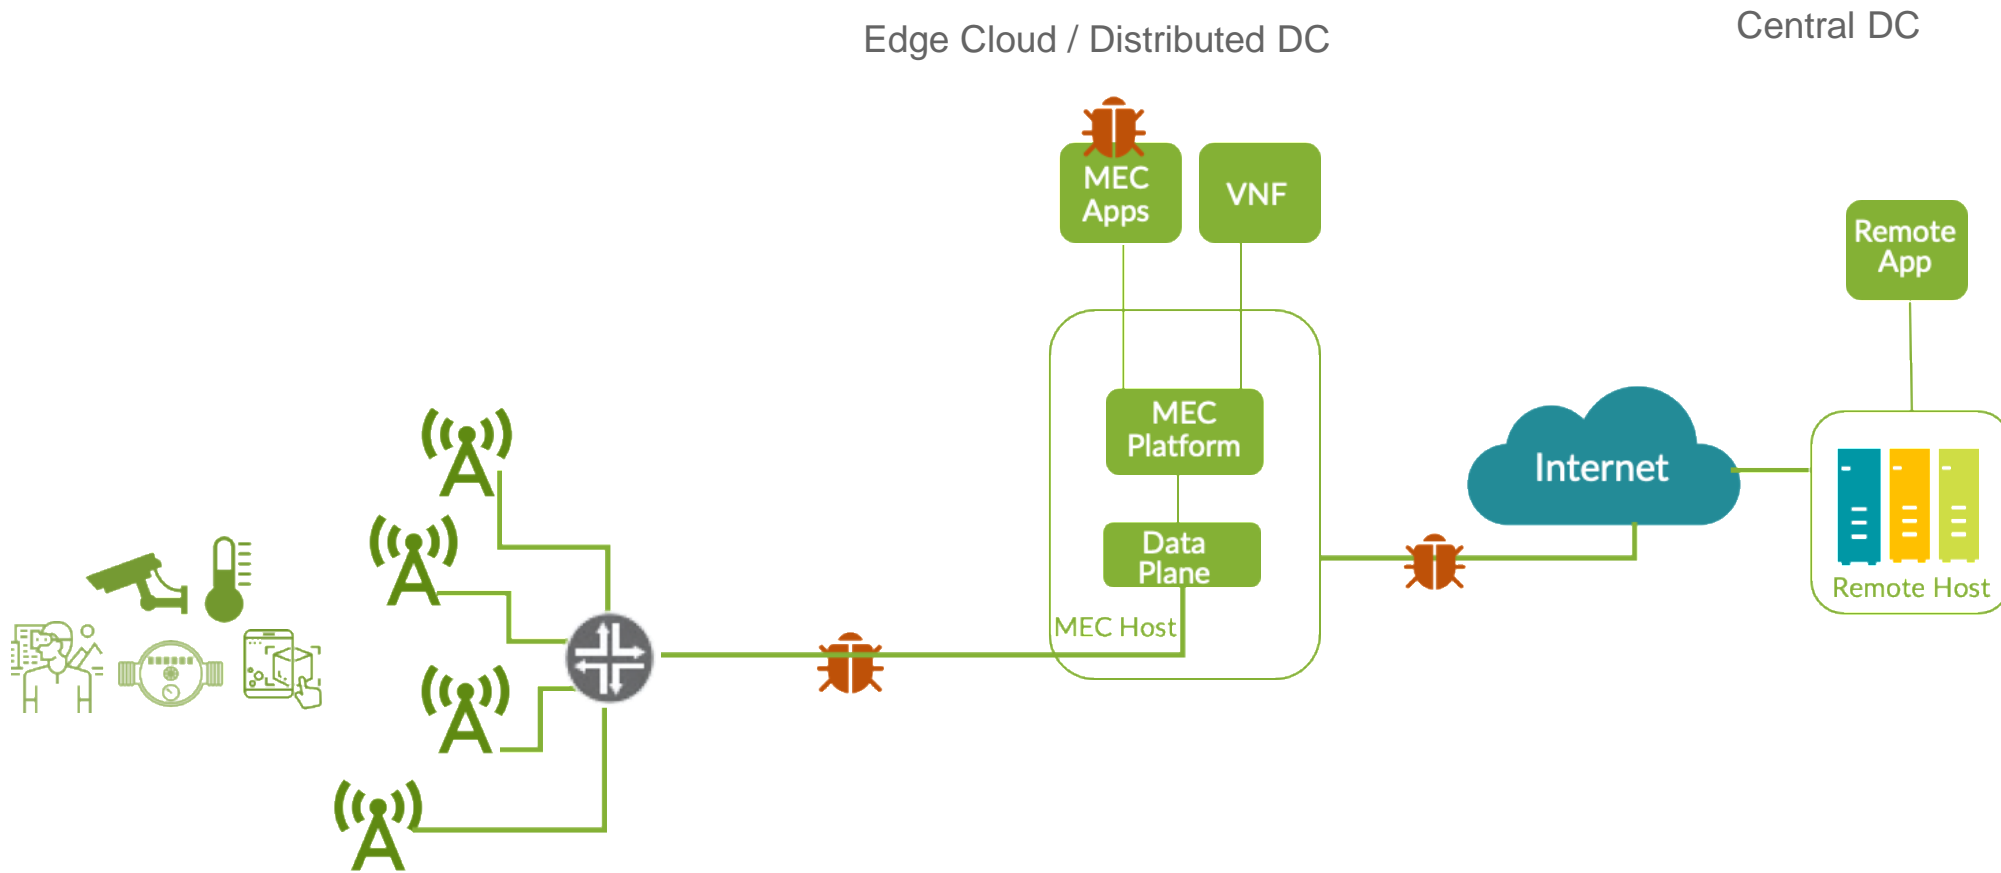 Edge Cloud / Distributed DC
Central DC
MEC
Apps
VNF
Remote
App
MEC
Platform
Internet
Data
Plane
MEC Host
Remote Host